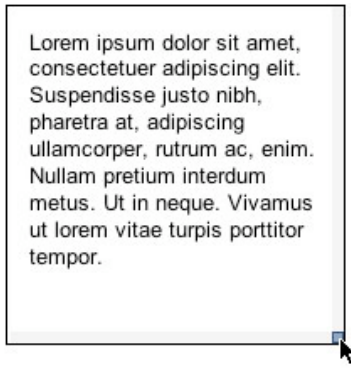 Lorem ipsum dolor sit amet,
consectetuer adipiscing elit.
Suspendisse justo nibh,
pharetra at, adipiscing
ullamcorper, rutrum ac, enim.
Nullam pretium interdum
metus. Ut in neque. Vivamus
ut lorem vitae turpis porttitor
tempor.